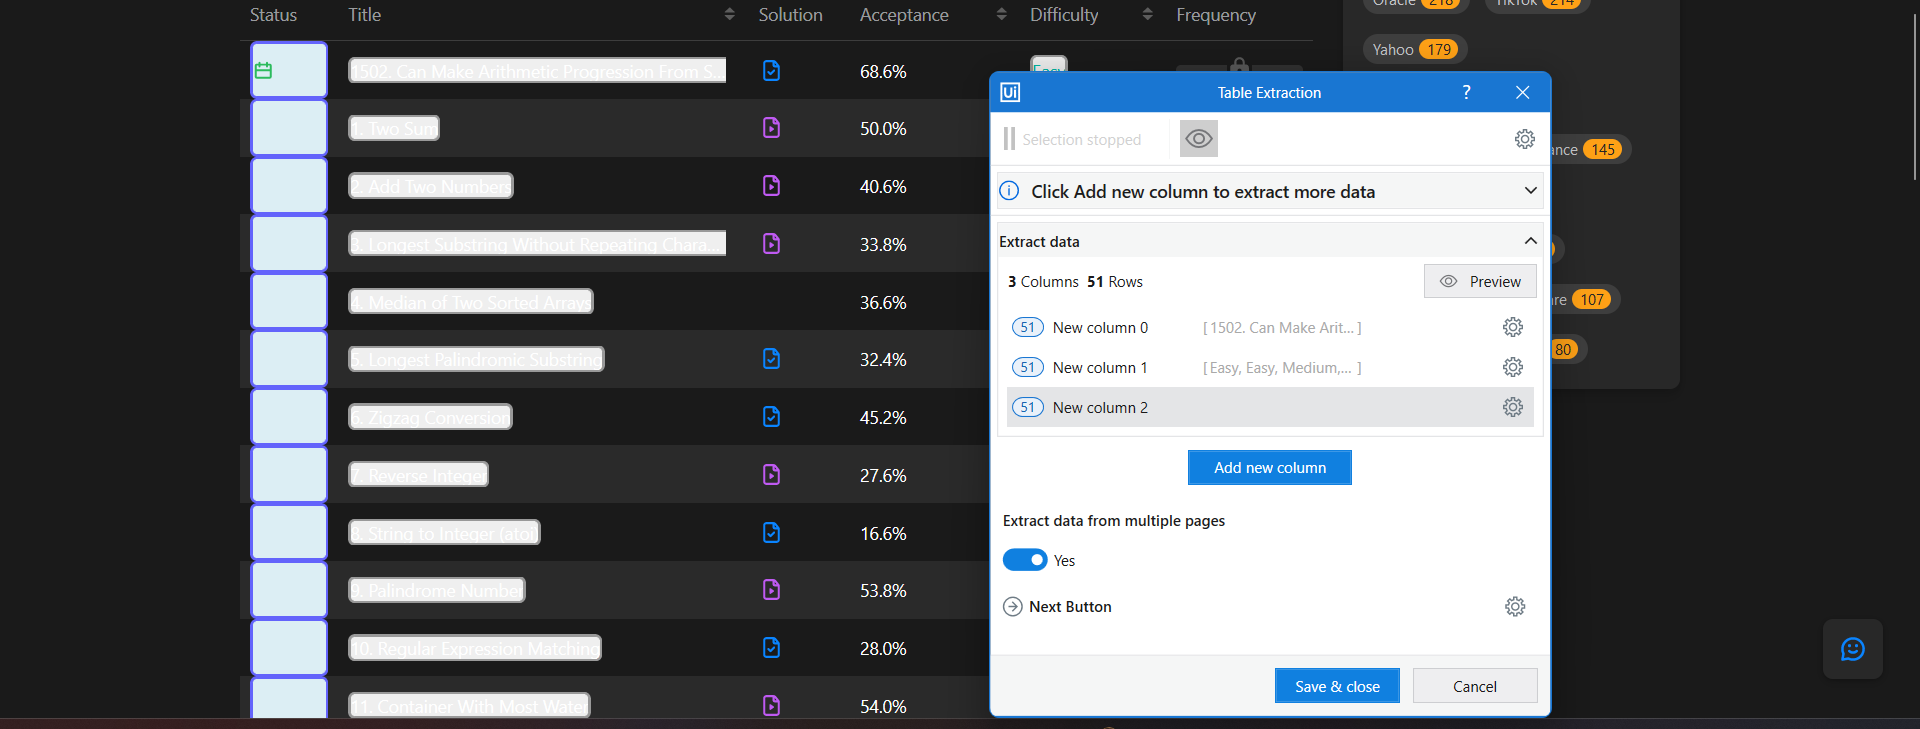 Oracle 218 TikTok 214
Status Title Solution Acceptance Difficulty Frequency
Yahoo 179
1502. Can Make Arithmetic Progression From S... 68.6% Easy
1. Two Sum 50.0%
2. Add Two Numbers 40.6%
3. Longest Substring Without Repeating Chara... 33.8%
4. Median of Two Sorted Arrays 36.6%
5. Longest Palindromic Substring 32.4%
6. Zigzag Conversion 45.2%
7. Reverse Integer 27.6%
8. String to Integer (atoi) 16.6%
9. Palindrome Number 53.8%
10. Regular Expression Matching 28.0%
11. Container With Most Water 54.0%
Ui Table Extraction ?
Selection stopped
Click Add new column to extract more data
Extract data
3 Columns 51 Rows Preview
51 New column 0 [ 1502. Can Make Arit... ]
51 New column 1 [ Easy, Easy, Medium,... ]
51 New column 2
Add new column
Extract data from multiple pages
Yes
Next Button
Save & close Cancel
ance 145
re 107
80